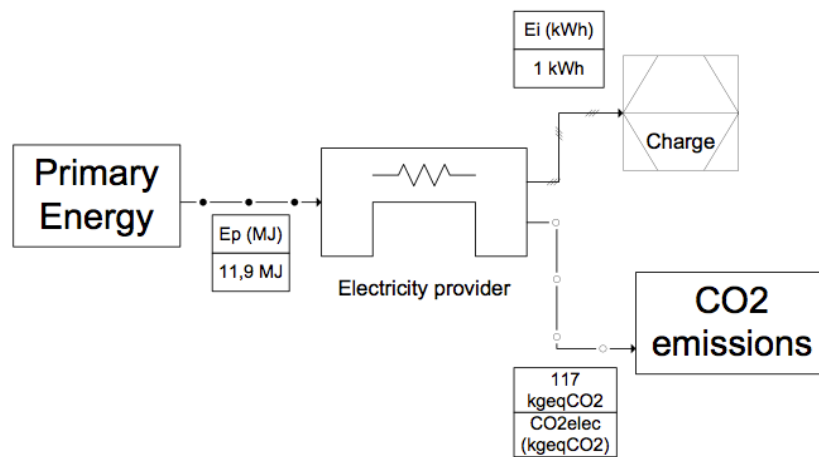 Ei (kWh)
1 kWh
Charge
Primary
Energy
Ep (MJ)
11,9 MJ
Electricity provider
CO2
emissions
117
kgeqCO2
CO2elec
(kgeqCO2)